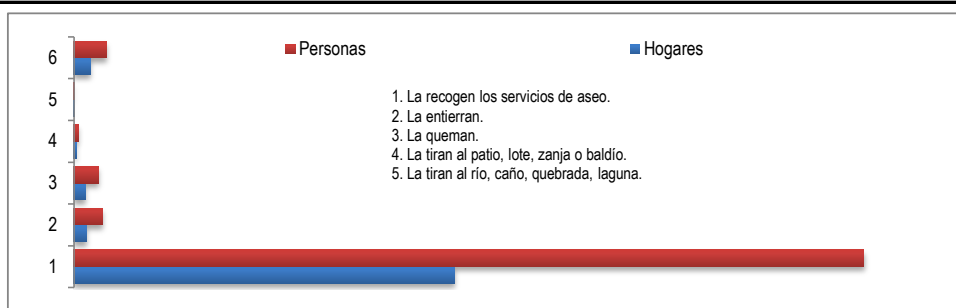 Personas
Hogares
6
5
4
3
2
1
1. La recogen los servicios de aseo.
2. La entierran.
3. La queman.
4. La tiran al patio, lote, zanja o baldío.
5. La tiran al río, caño, quebrada, laguna.